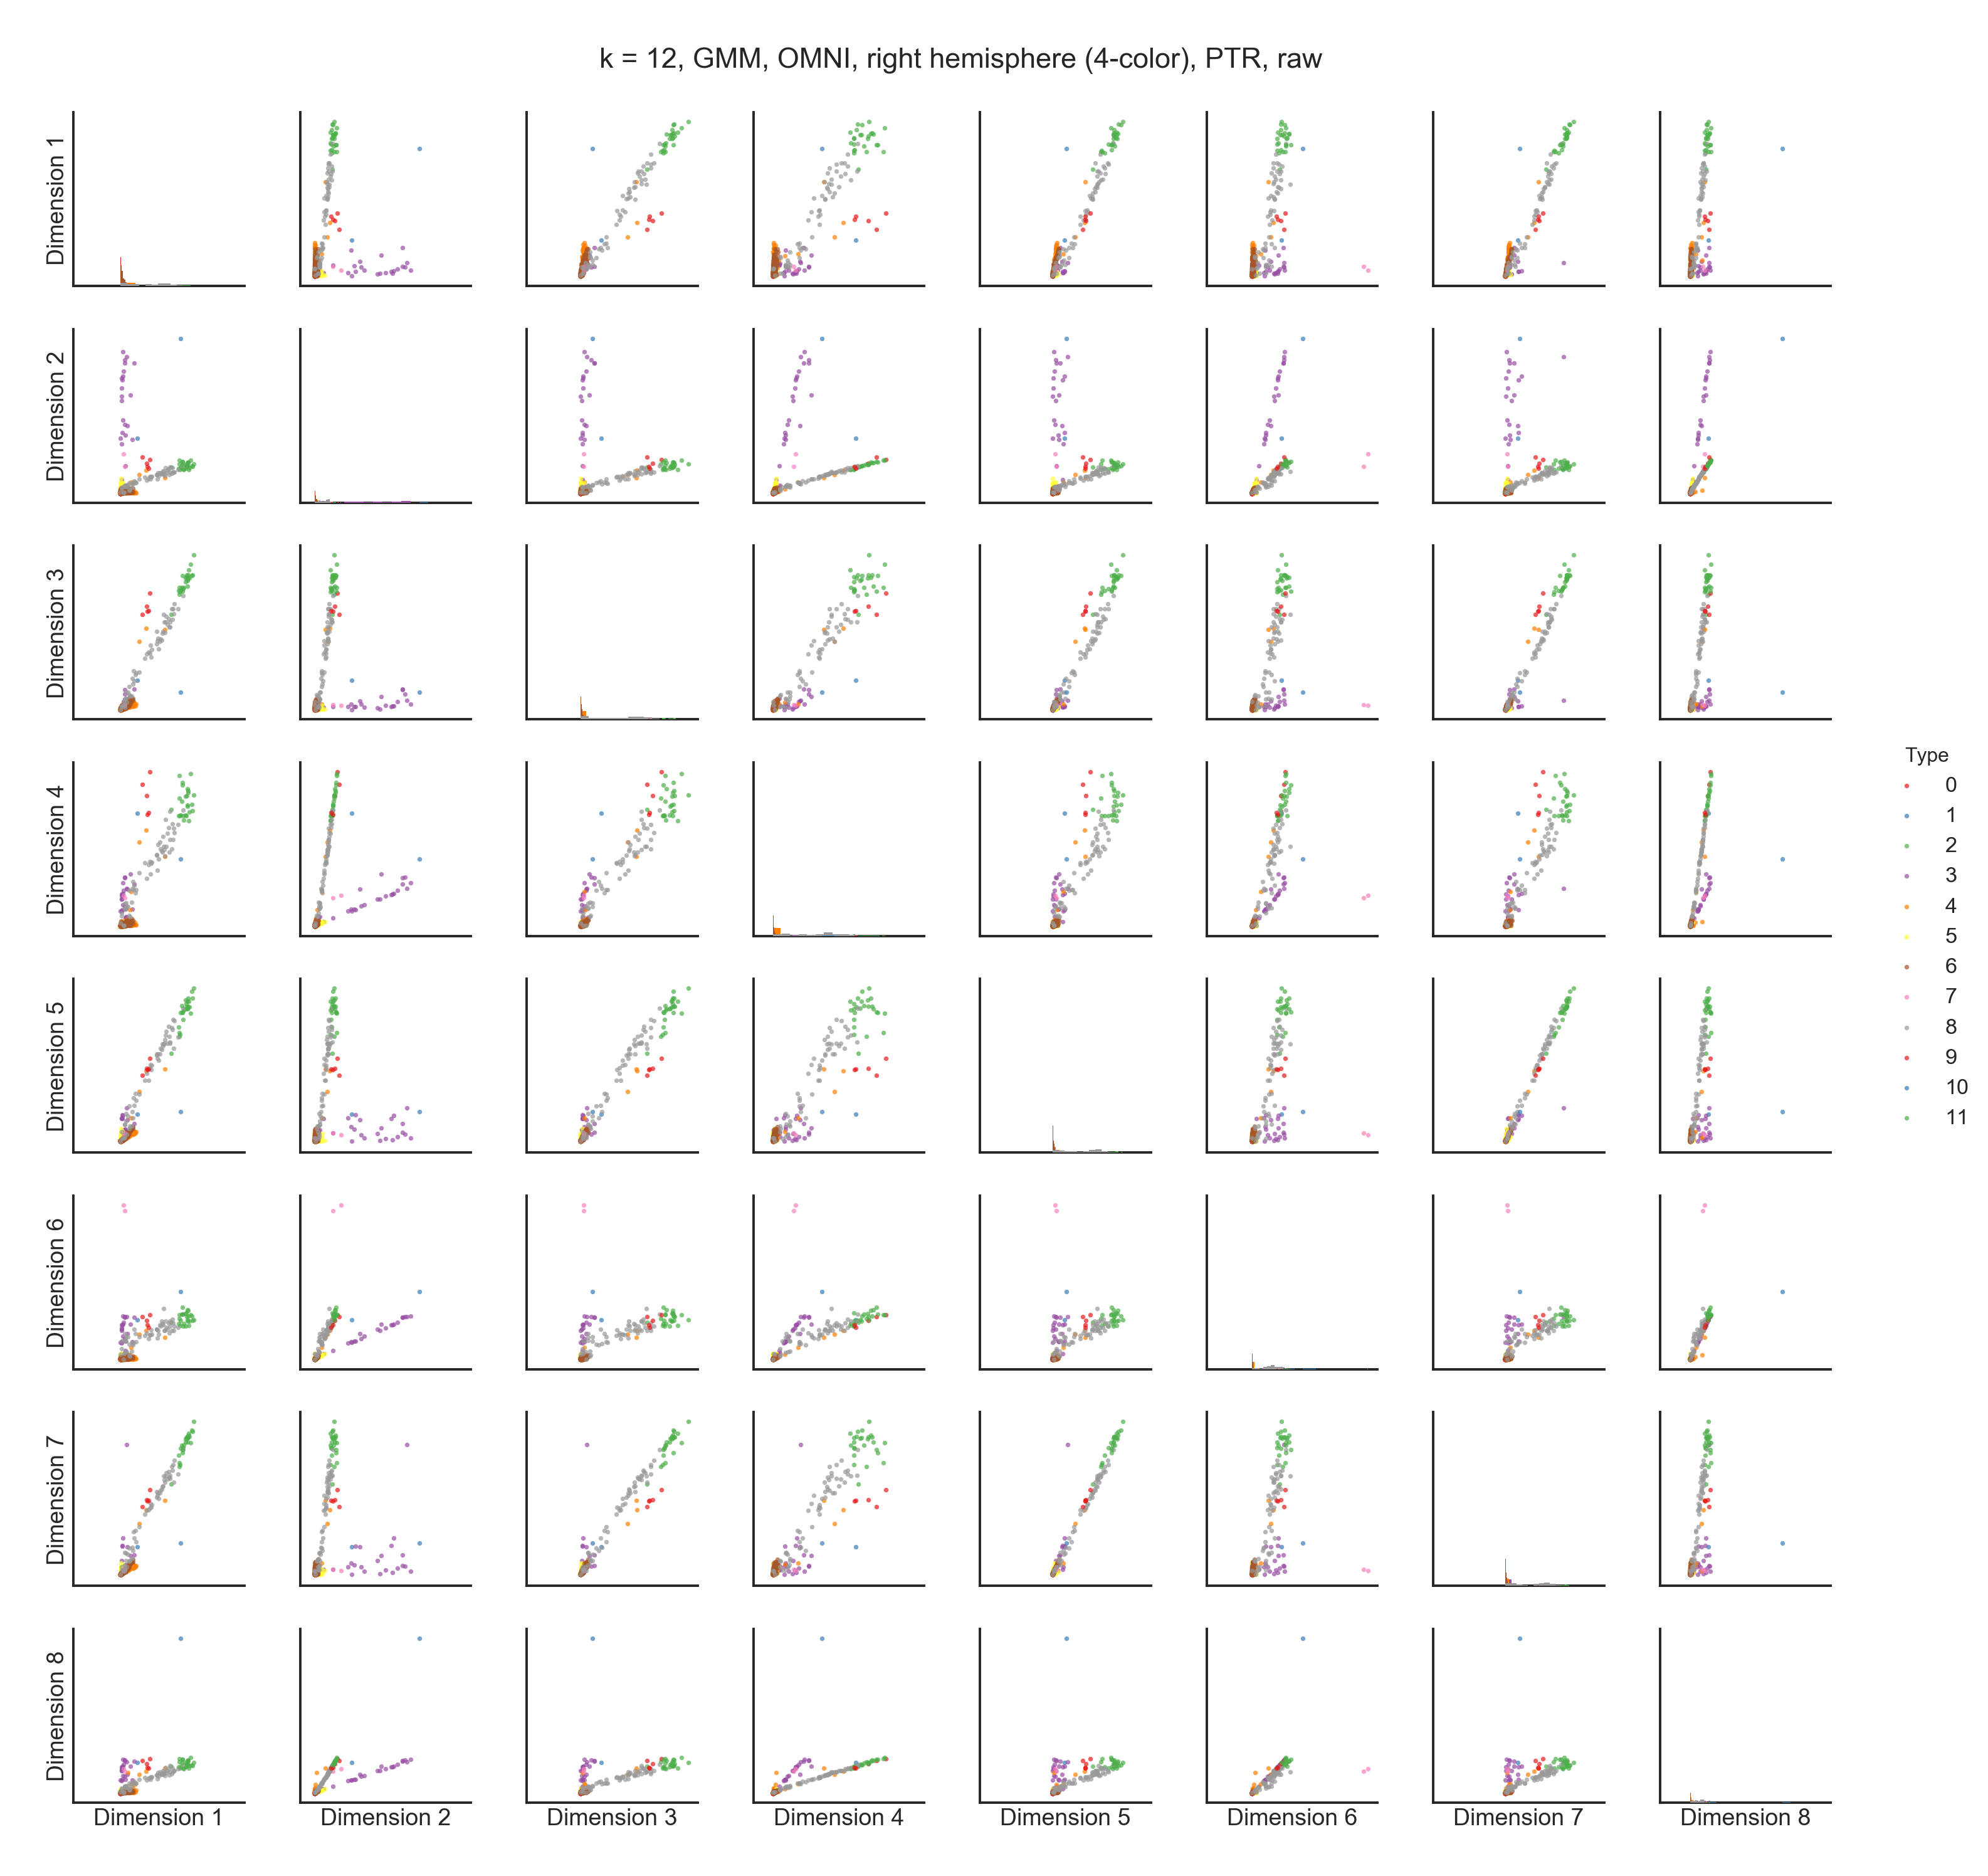 k = 12, GMM, OMNI, right hemisphere (4-color), PTR, raw
Dimension 1
Dimension 2
Dimension 3
Dimension 4
Dimension 5
Dimension 6
Dimension 7
Dimension 8
Type
0
1
2
3
4
5
6
7
8
9
10
11
Dimension 1
Dimension 2
Dimension 3
Dimension 4
Dimension 5
Dimension 6
Dimension 7
Dimension 8